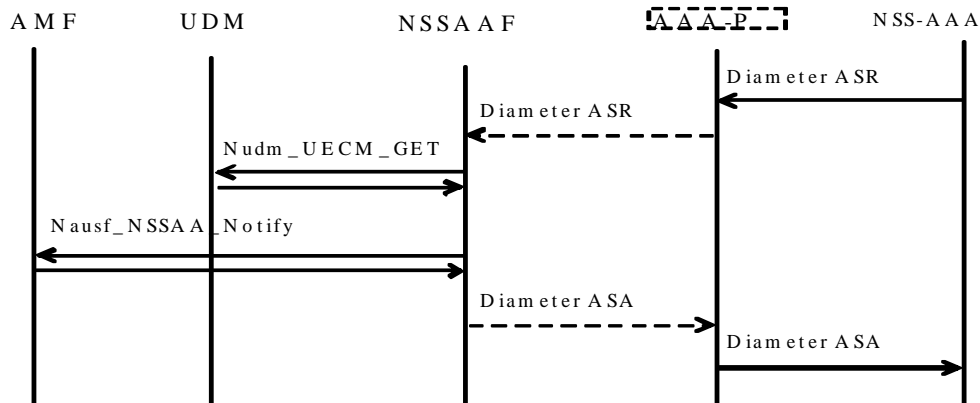 AMF UDM NSSAAF AAA-P NSS-AAA
Diameter ASR
Diameter ASR
Nudm_UECM_GET
Nausf_NSSAA_Notify
Diameter ASA
Diameter ASA